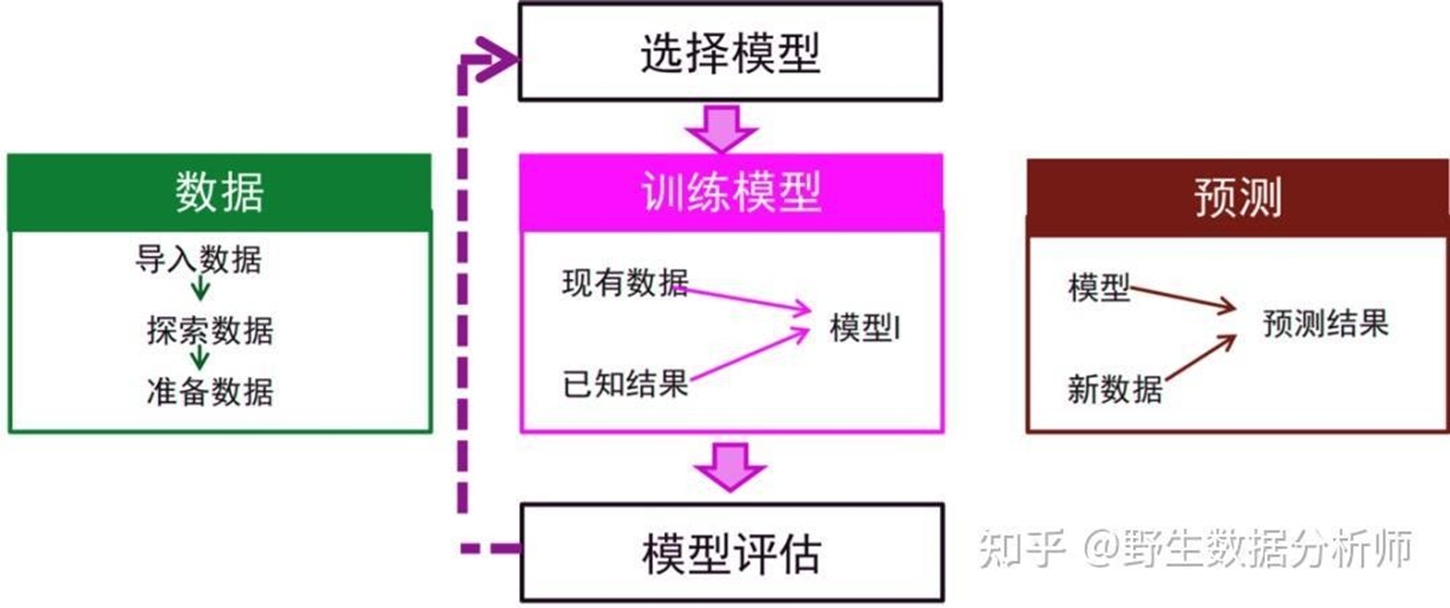 选择模型
数据
导入数据
探索数据
准备数据
训练模型
现有数据
已知结果
模型I
模型评估
预测
模型
新数据
预测结果
知乎 @野生数据分析师